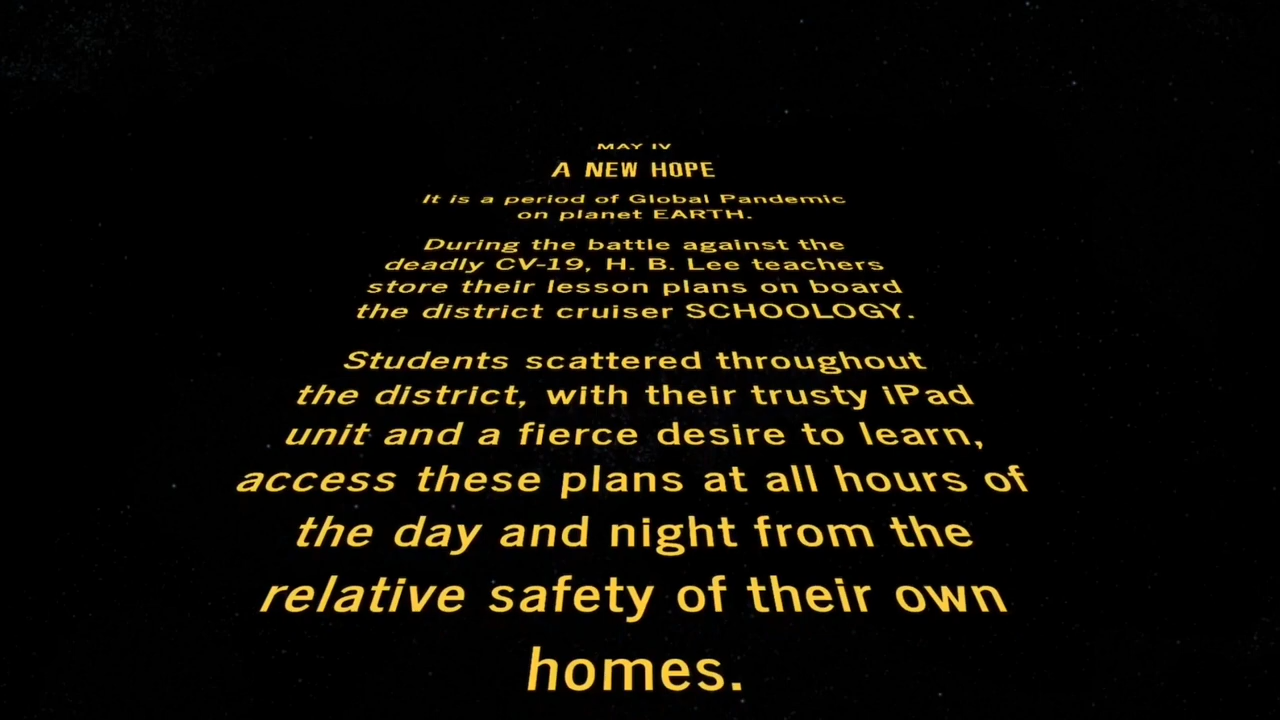 MAY IV
A NEW HOPE
It is a period of Global Pandemic
on planet EARTH.
During the battle against the
deadly CV-19, H. B. Lee teachers
store their lesson plans on board
the district cruiser SCHOOLOGY.
Students scattered throughout
the district, with their trusty iPad
unit and a fierce desire to learn,
access these plans at all hours of
the day and night from the
relative safety of their own
homes.